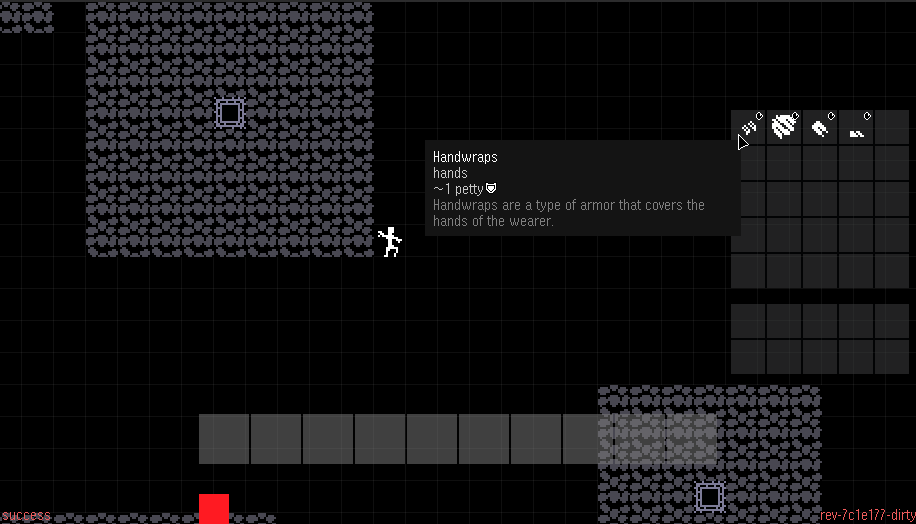 Handwraps
hands
~1 petty
Handwraps are a type of armor that covers the
hands of the wearer.
success
rev-7c1e177-dirty